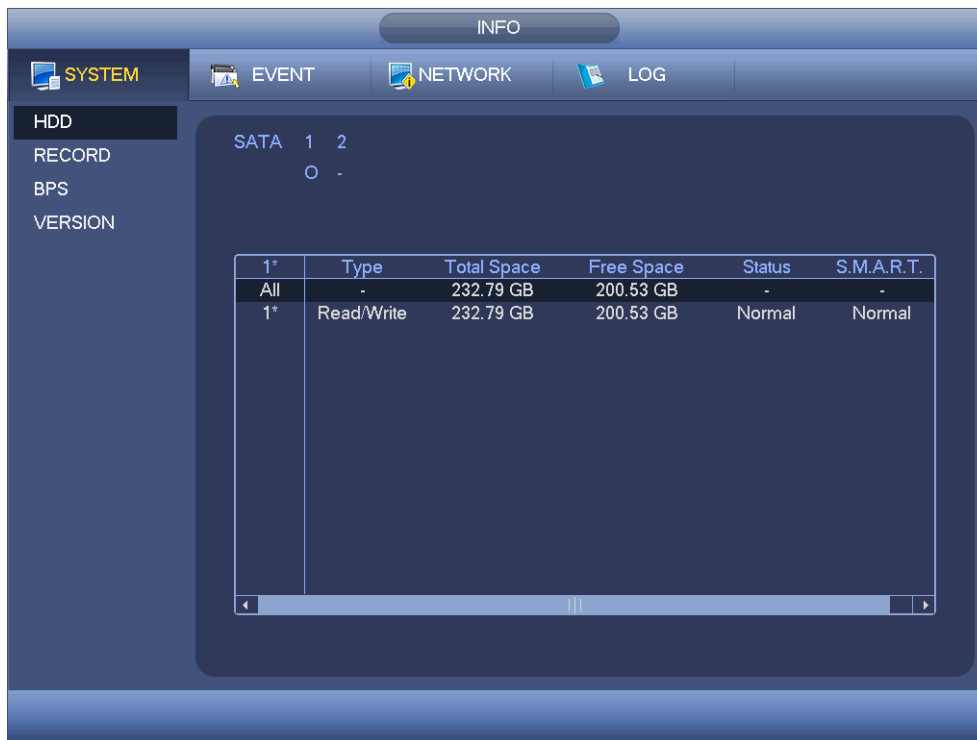 INFO
SYSTEM EVENT NETWORK LOG
HDD
RECORD
BPS
VERSION
SATA 1 2
O -
1* Type Total Space Free Space Status S.M.A.R.T.
All - 232.79 GB 200.53 GB - -
1* Read/Write 232.79 GB 200.53 GB Normal Normal